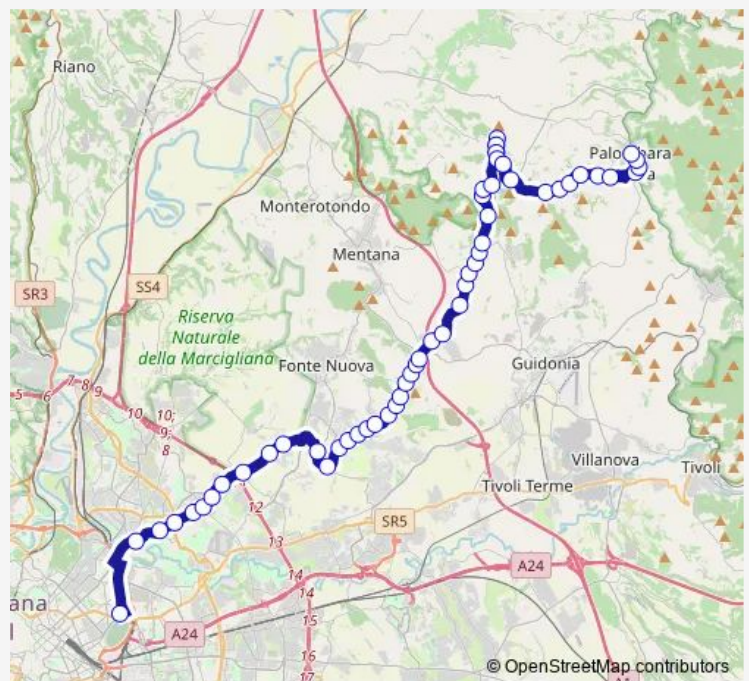 Riano
Palombara
Monterotondo
Mentana
SR3
SS4
Riserva
Naturale
della Marcigliana
Fonte Nuova
Guidonia
5
6
7
8
9
10
10;
9;
8
Villanova
Tivoli
Tivoli Terme
12
SR5
13
14
14
A24
15
A24
16
17
© OpenStreetMap contributors